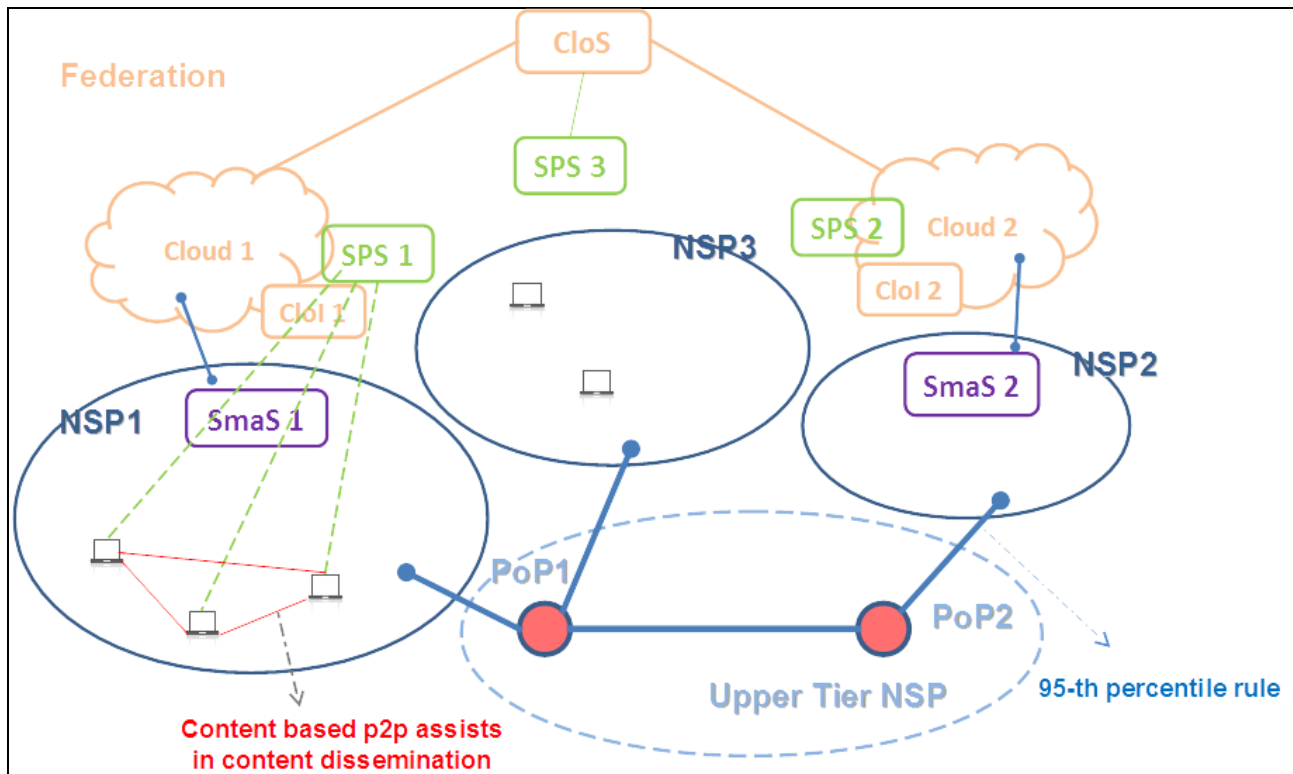 CloS
Federation
SPS 3
SPS 2
Cloud 2
NSP3
Cloud 1
SPS 1
CloI 2
CloI 1
NSP2
SmaS 2
NSP1
SmaS 1
PoP1
PoP2
Upper Tier NSP
95-th percentile rule
Content based p2p assists
in content dissemination